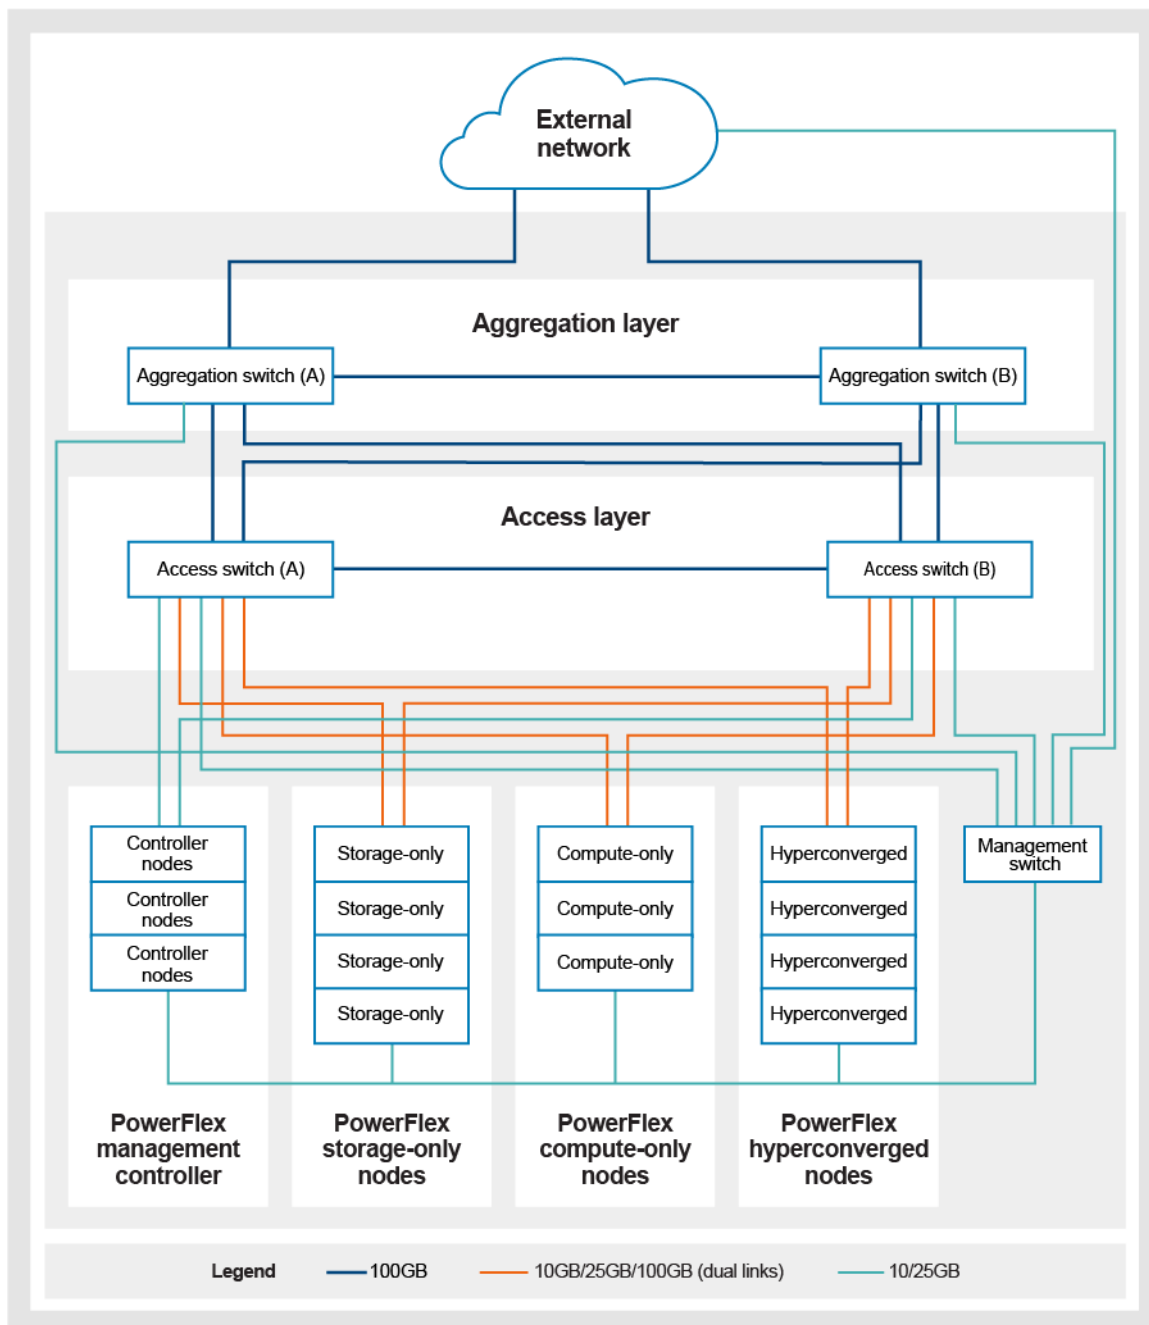 External
network
Aggregation layer
Aggregation switch (A)
Aggregation switch (B)
Access layer
Access switch (A)
Access switch (B)
Controller
nodes
Controller
nodes
Controller
nodes
Storage-only
Storage-only
Storage-only
Storage-only
Compute-only
Compute-only
Compute-only
Hyperconverged
Hyperconverged
Hyperconverged
Hyperconverged
Management
switch
PowerFlex
management
controller
PowerFlex
storage-only
nodes
PowerFlex
compute-only
nodes
PowerFlex
hyperconverged
nodes
Legend
100GB
10GB/25GB/100GB (dual links)
10/25GB